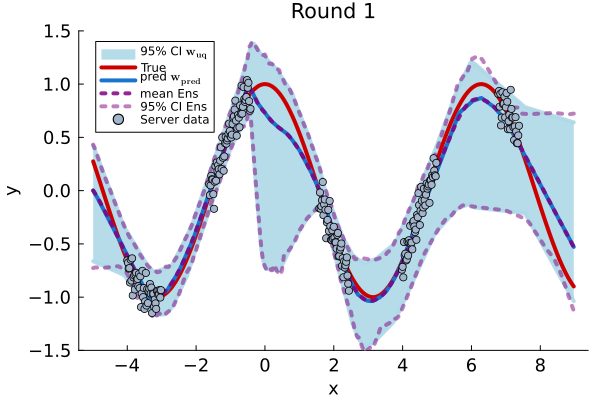 Round 1
95% CI w_uq
True
pred w_pred
mean Ens
95% CI Ens
Server data
y
1.5
1.0
0.5
0.0
−0.5
−1.0
−1.5
−4 −2 0 2 4 6 8
x